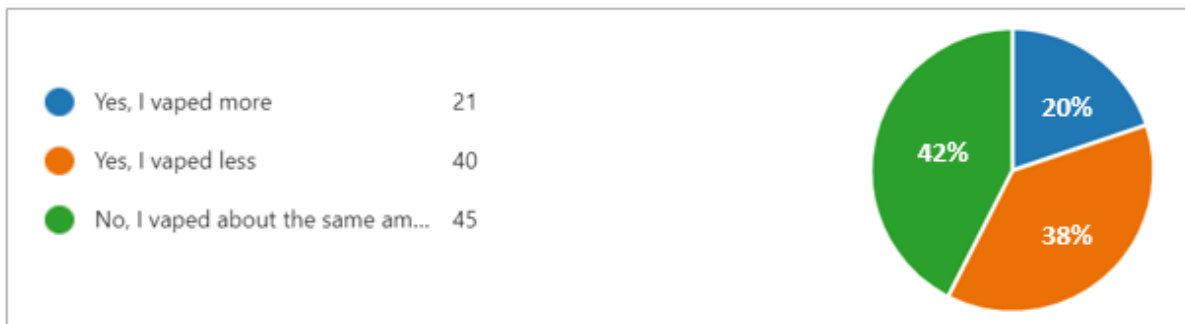 Yes, I vaped more 21
Yes, I vaped less 40
No, I vaped about the same am... 45
20%
42%
38%